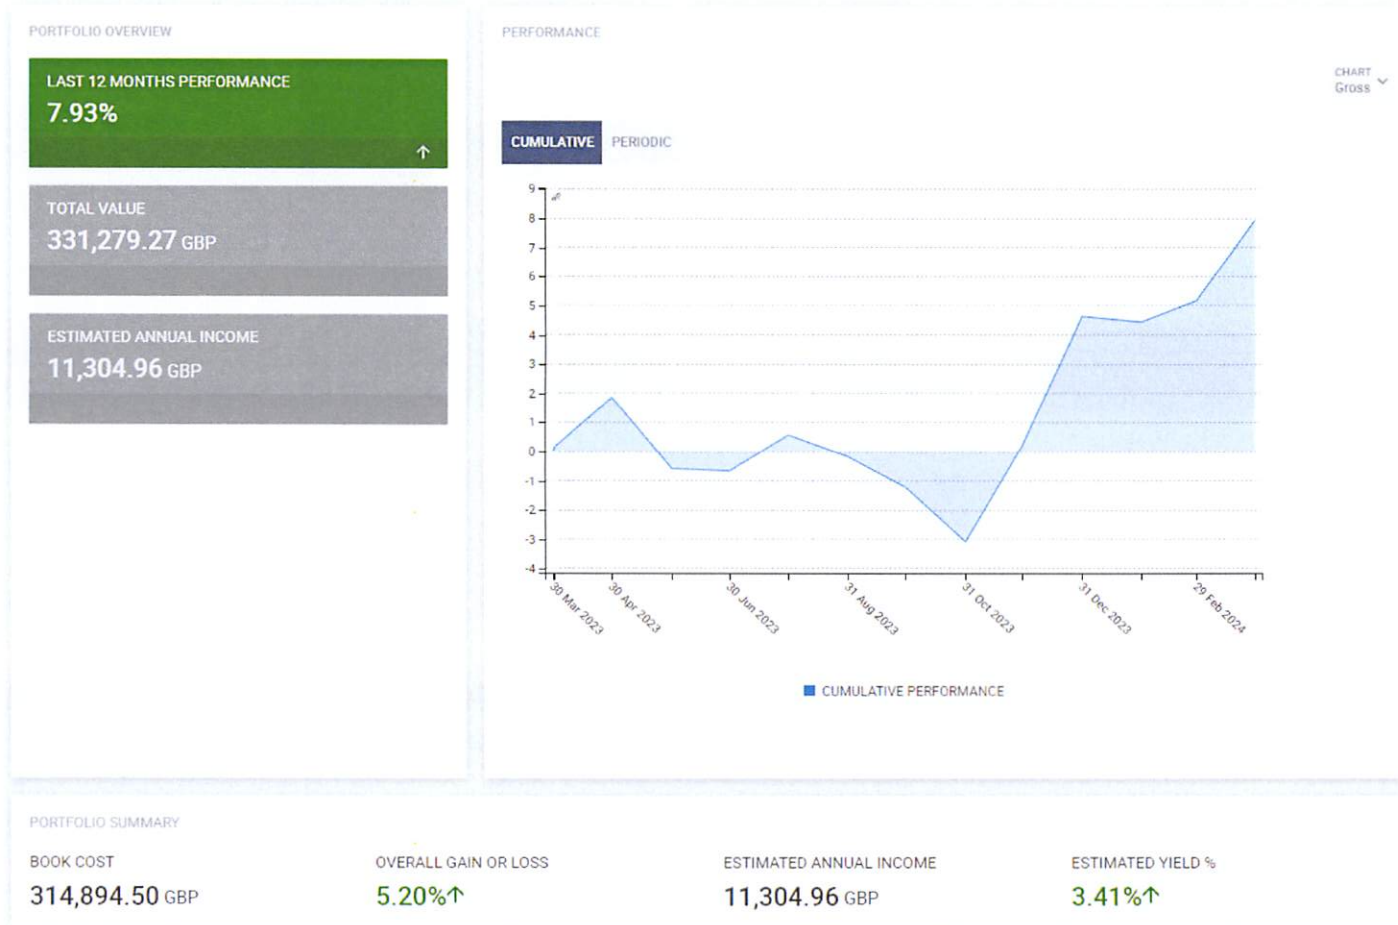 PORTFOLIO OVERVIEW
LAST 12 MONTHS PERFORMANCE
7.93%
↑
TOTAL VALUE
331,279.27 GBP
ESTIMATED ANNUAL INCOME
11,304.96 GBP
PERFORMANCE
CHART
Gross
CUMULATIVE PERIODIC
%
9
8
7
6
5
4
3
2
1
0
-1
-2
-3
-4
30 Mar 2023
30 Apr 2023
30 Jun 2023
31 Aug 2023
31 Oct 2023
31 Dec 2023
29 Feb 2024
CUMULATIVE PERFORMANCE
PORTFOLIO SUMMARY
BOOK COST
314,894.50 GBP
OVERALL GAIN OR LOSS
5.20%↑
ESTIMATED ANNUAL INCOME
11,304.96 GBP
ESTIMATED YIELD %
3.41%↑